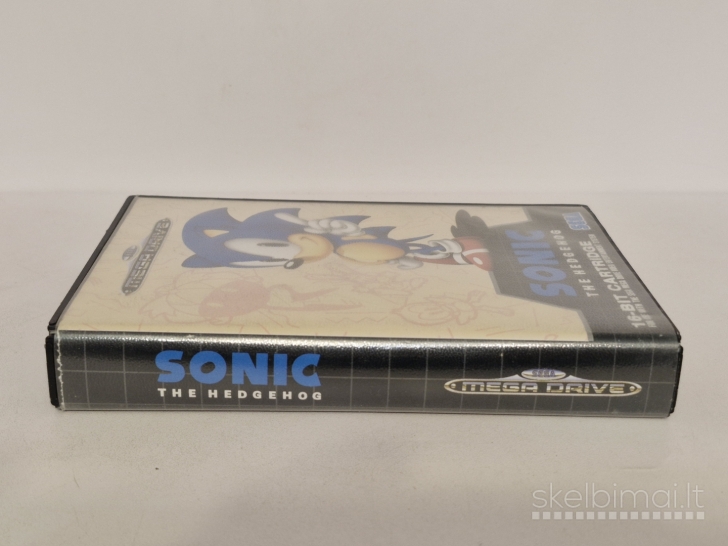 MEGA DRIVE
SONIC
THE HEDGEHOG
16-BIT CARTRIDGE
SEGA
SONIC
THE HEDGEHOG
SEGA
MEGA DRIVE
skelbimai.lt